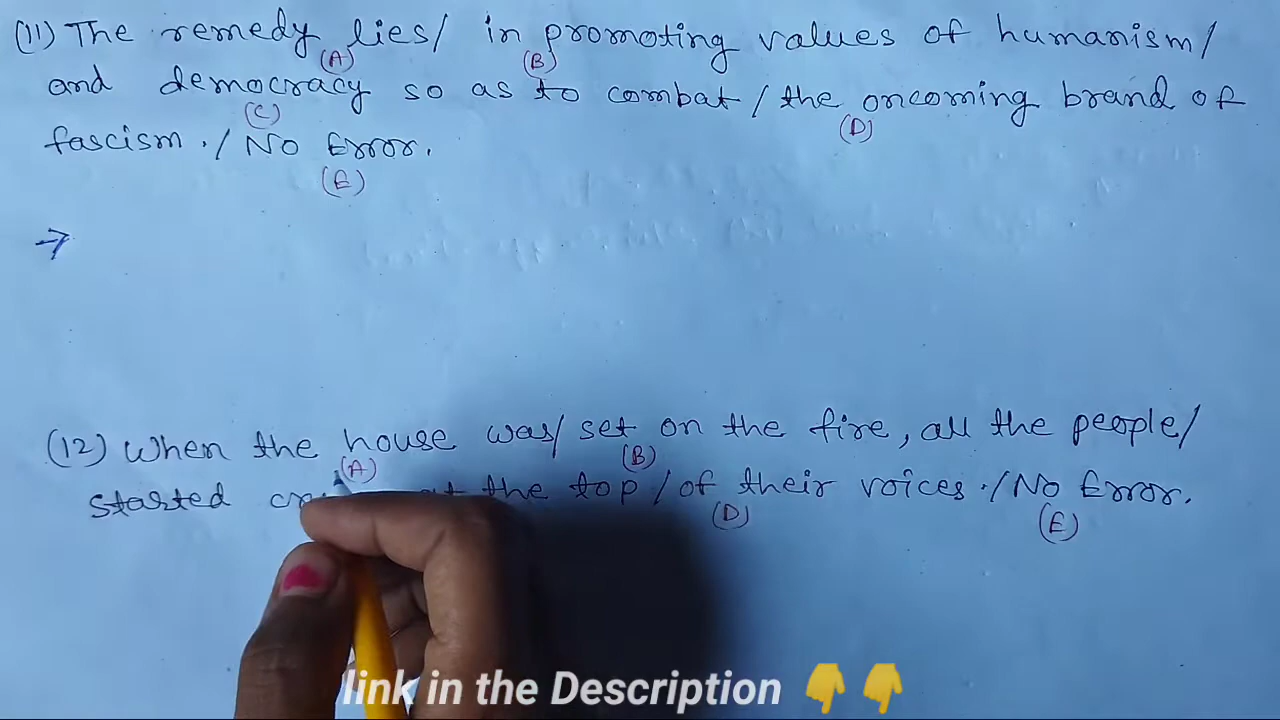 (11) The remedy lies/ in promoting values of humanism/
(A) (B)
and democracy so as to combat/ the oncoming brand of
(C) (D)
fascism./ No Error.
(E)
→
(12) When the house was/ set on the fire, all the people/
(A) (B)
started at the top/ of their voices./ No Error.
(D) (E)
link in the Description 👇👇